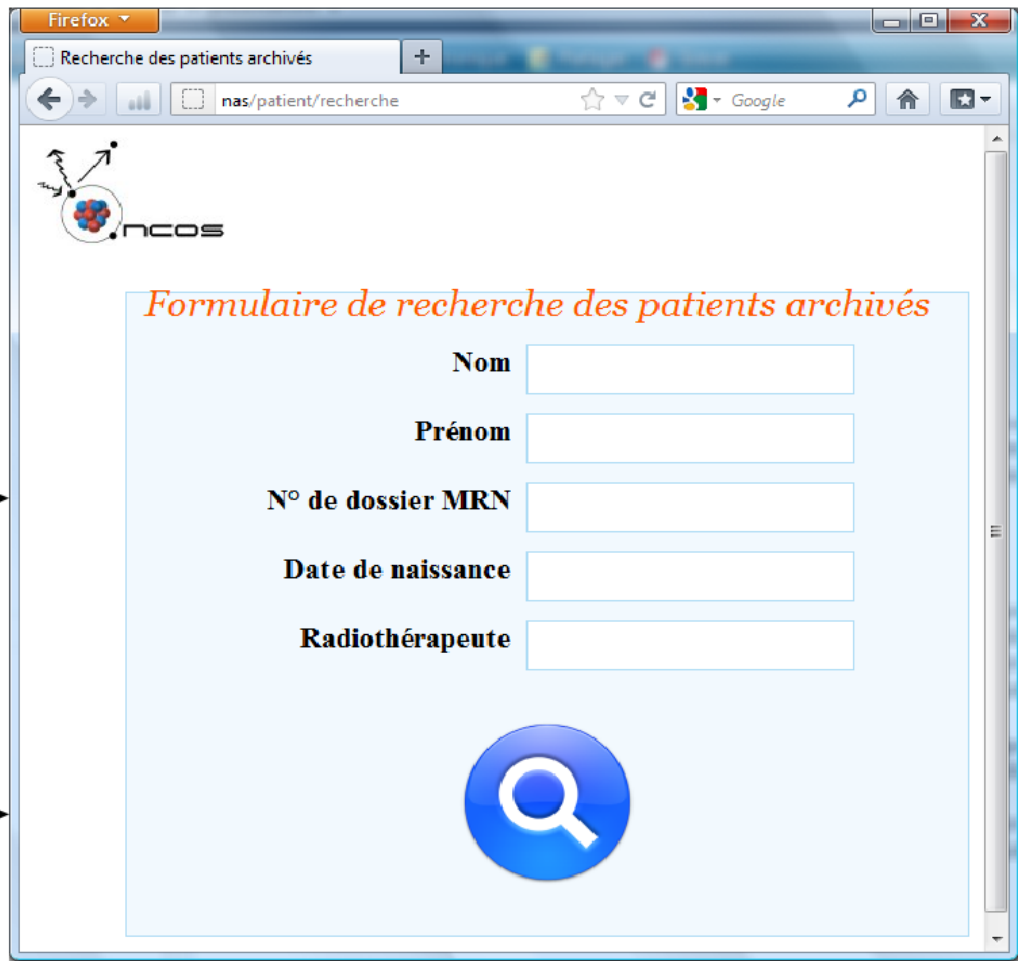 Firefox
Recherche des patients archivés
nas/patient/recherche
Google
ncos
Formulaire de recherche des patients archivés
Nom
Prénom
N° de dossier MRN
Date de naissance
Radiothérapeute